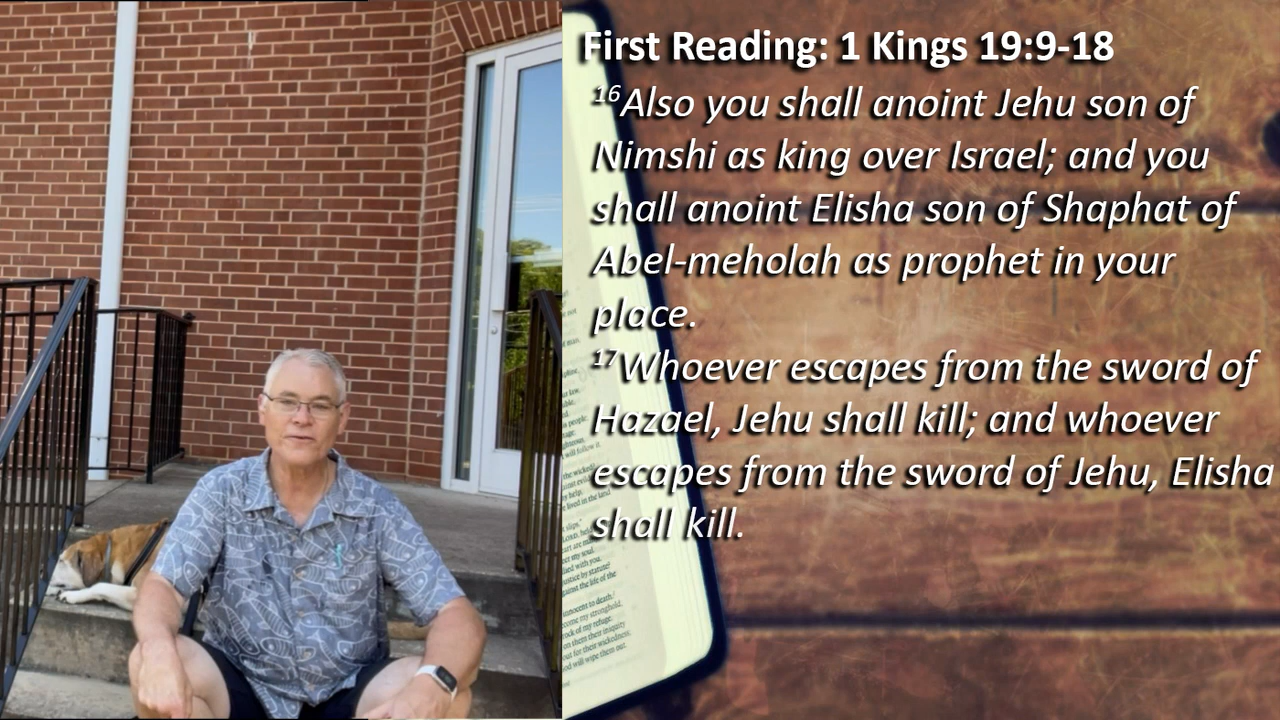 First Reading: 1 Kings 19:9-18
¹⁶Also you shall anoint Jehu son of
Nimshi as king over Israel; and you
shall anoint Elisha son of Shaphat of
Abel-meholah as prophet in your
place.
¹⁷Whoever escapes from the sword of
Hazael, Jehu shall kill; and whoever
escapes from the sword of Jehu, Elisha
shall kill.